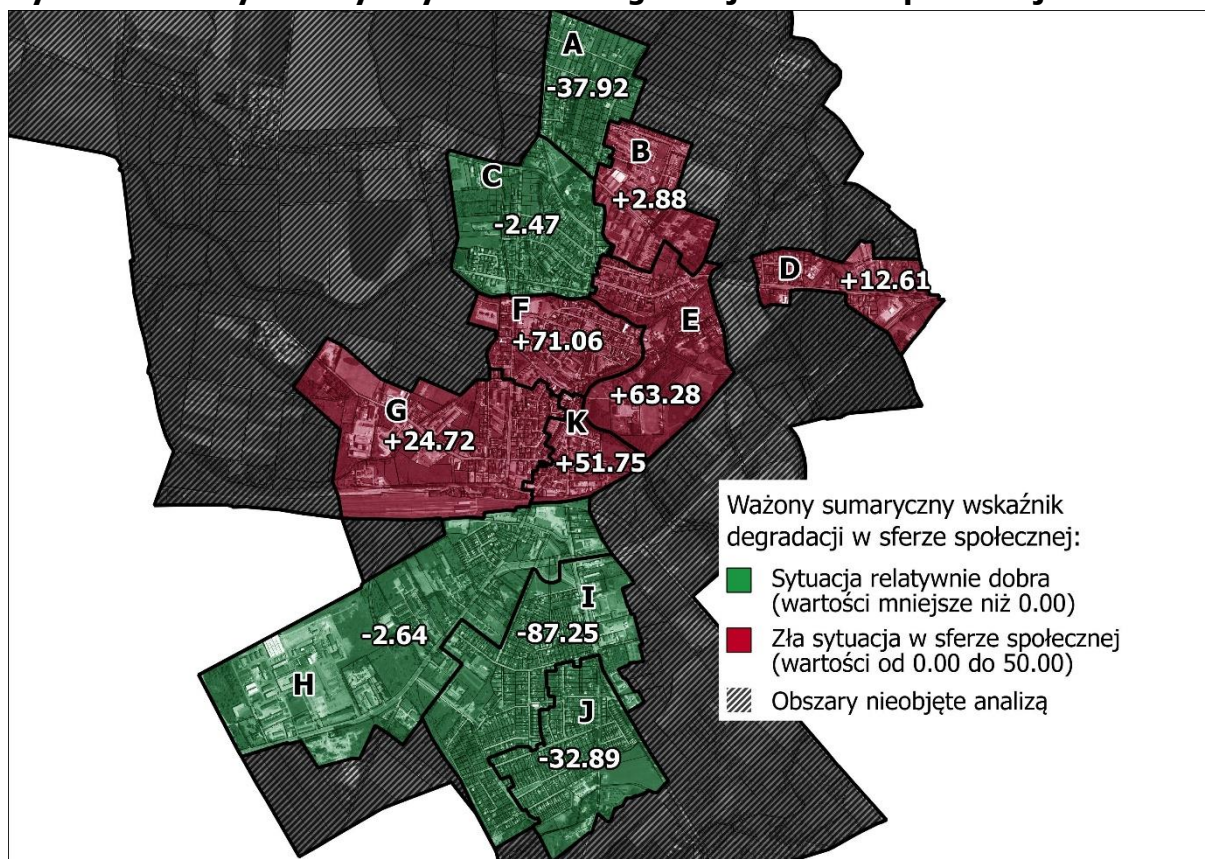 A
-37.92
B
+2.88
C
-2.47
D
+12.61
E
+63.28
F
+71.06
G
+24.72
K
+51.75
H
-2.64
I
-87.25
J
-32.89
Ważony sumaryczny wskaźnik
degradacji w sferze społecznej:
Sytuacja relatywnie dobra
(wartości mniejsze niż 0.00)
Zła sytuacja w sferze społecznej
(wartości od 0.00 do 50.00)
Obszary nieobjęte analizą